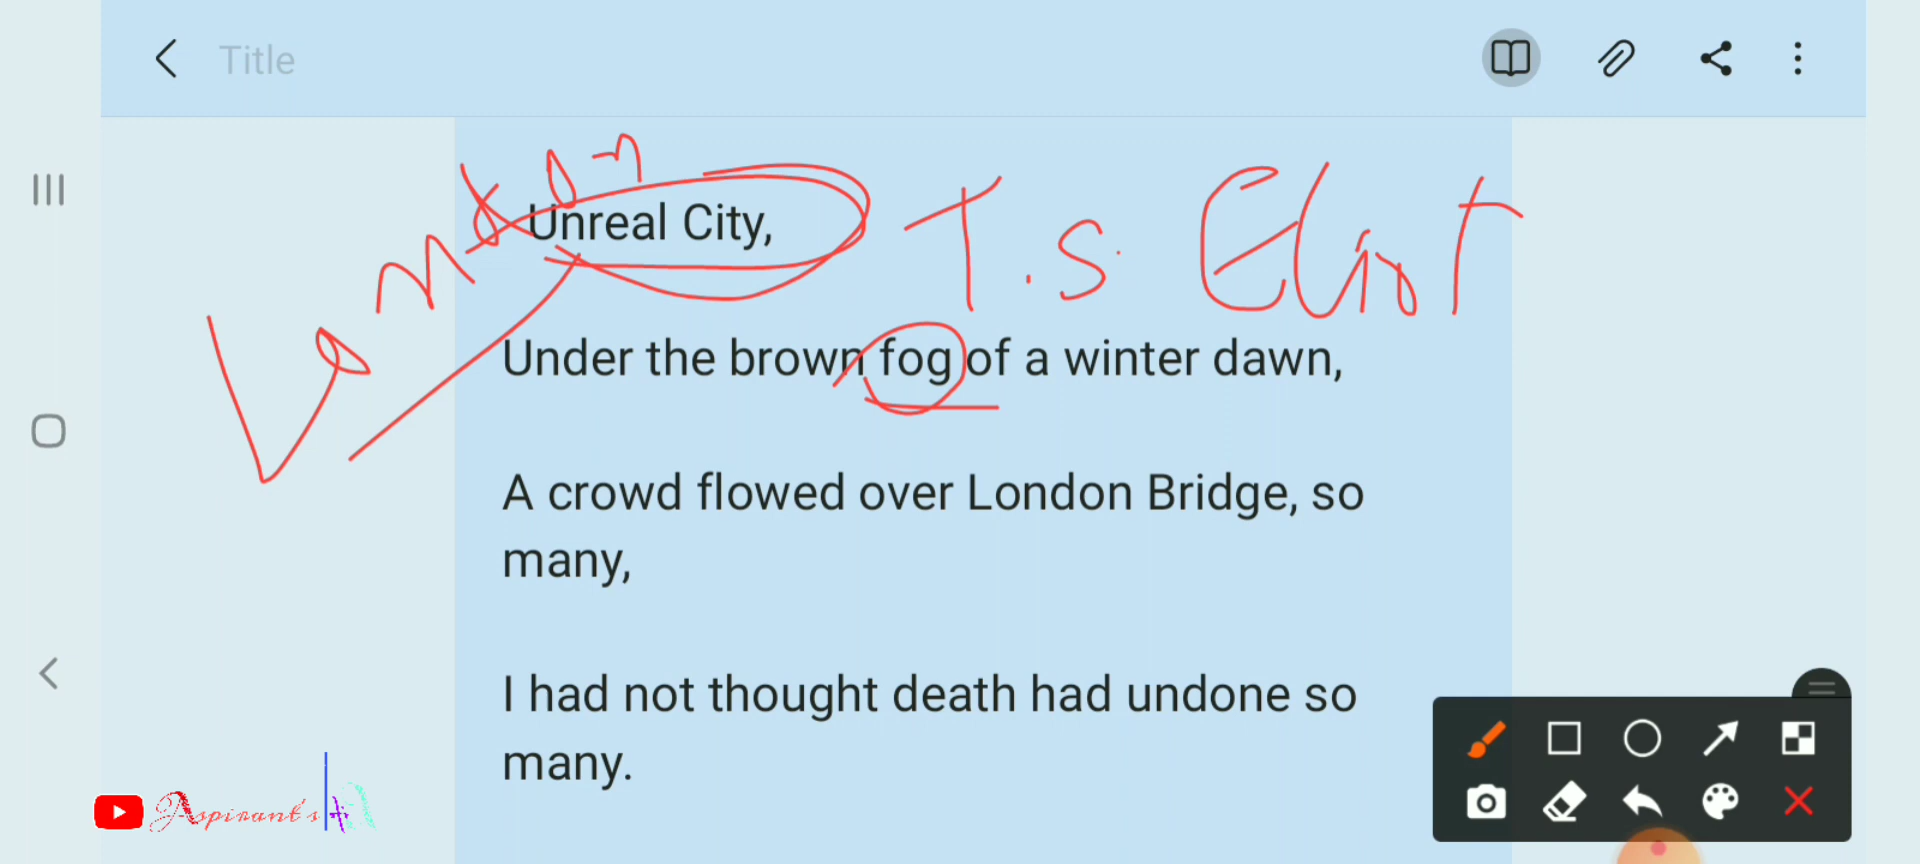 Title
London
Unreal City,
T.S. Eliot
Under the brown fog of a winter dawn,
A crowd flowed over London Bridge, so
many,
I had not thought death had undone so
many.
Aspirant's